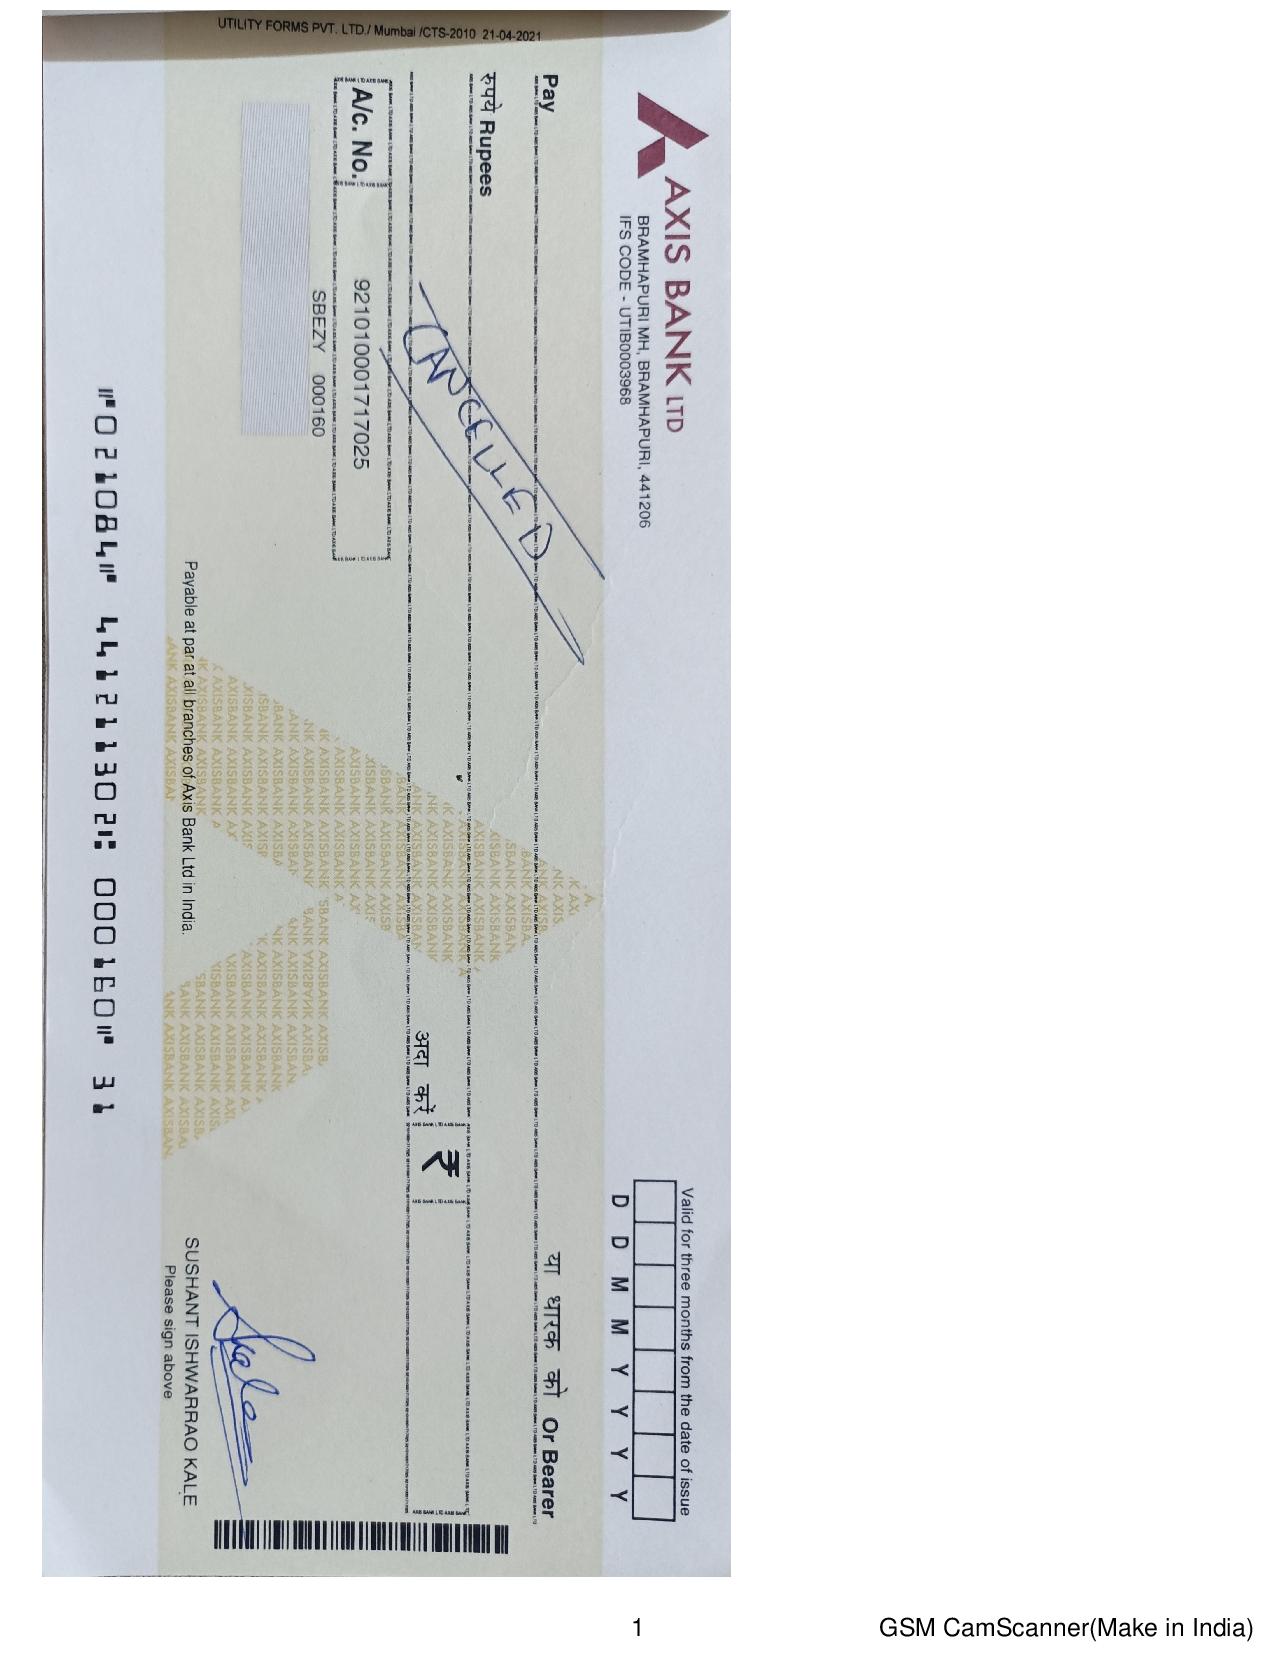 UTILITY FORMS PVT. LTD./ Mumbai /CTS-2010 21-04-2021
AXIS BANK LTD
BRAMHAPURI MH, BRAMHAPURI, 441206
IFS CODE - UTIB0003968
Valid for three months from the date of issue
D D M M Y Y Y Y
Pay
या धारक को Or Bearer
रुपये Rupees
CANCELLED
अदा करें
₹
A/c. No.
921010001717025
SBEZY 000160
Payable at par at all branches of Axis Bank Ltd in India.
SUSHANT ISHWARRAO KALE
Please sign above
⑈021084⑈ 441211302⑆ 000160⑈ 31
1
GSM CamScanner(Make in India)